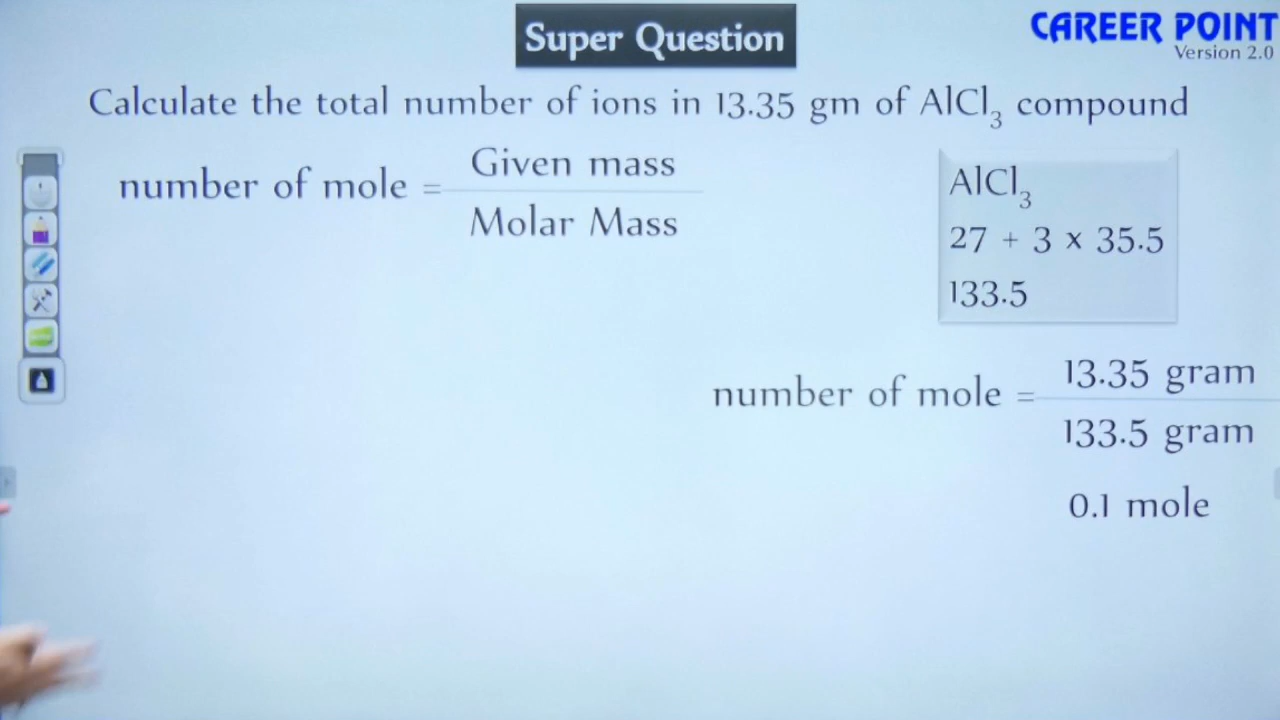 Super Question
CAREER POINT
Version 2.0
Calculate the total number of ions in 13.35 gm of AlCl₃ compound
number of mole = Given mass
Molar Mass
AlCl₃
27 + 3 x 35.5
133.5
number of mole = 13.35 gram
133.5 gram
0.1 mole